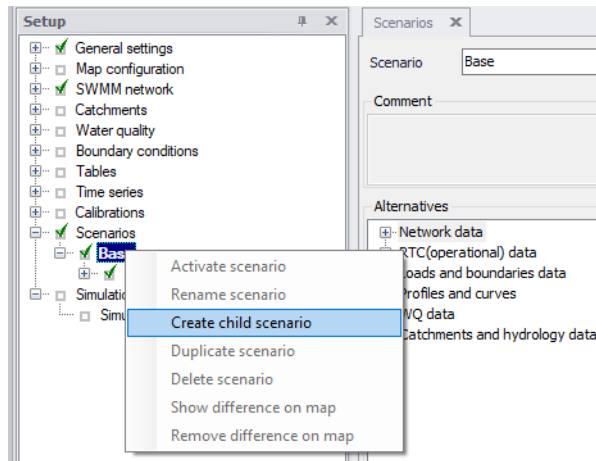 Setup
General settings
Map configuration
SWMM network
Catchments
Water quality
Boundary conditions
Tables
Time series
Calibrations
Scenarios
Base
Simulatio
Simu
Activate scenario
Rename scenario
Create child scenario
Duplicate scenario
Delete scenario
Show difference on map
Remove difference on map
Scenarios
Scenario Base
Comment
Alternatives
Network data
RTC(operational) data
Loads and boundaries data
Profiles and curves
WQ data
Catchments and hydrology data